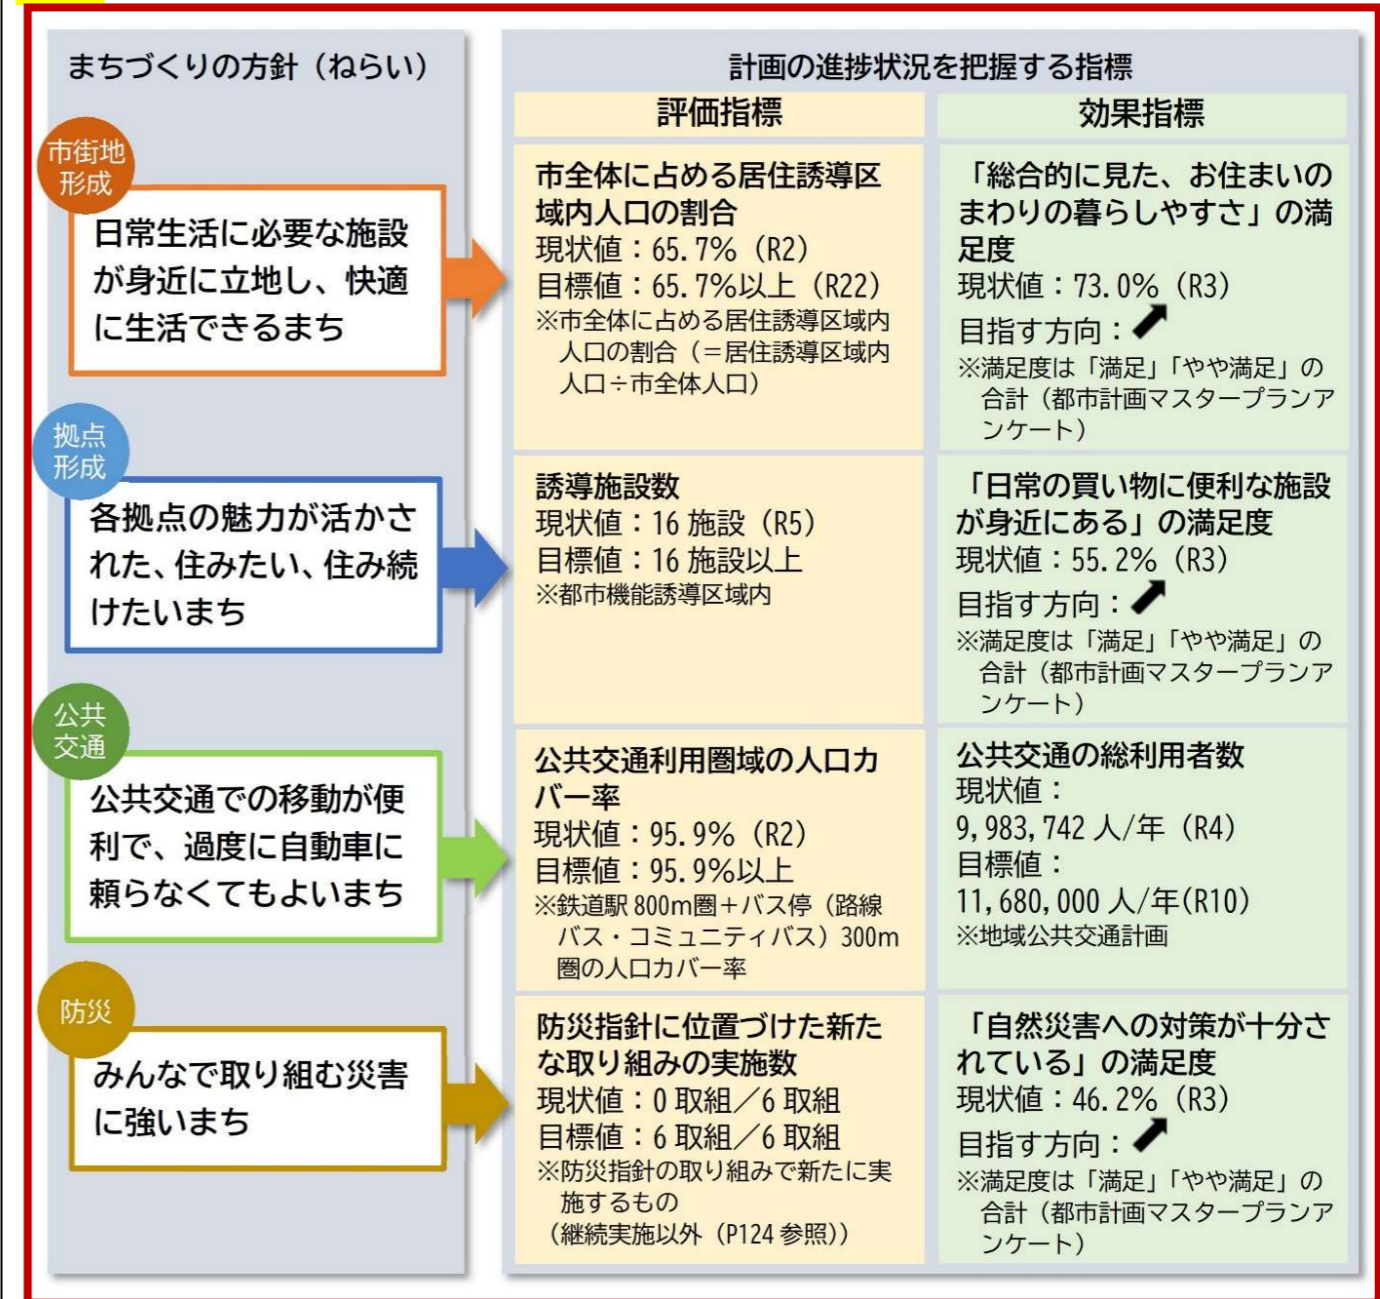 まちづくりの方針（ねらい）
計画の進捗状況を把握する指標
評価指標
効果指標
市街地
形成
日常生活に必要な施設
が身近に立地し、快適
に生活できるまち
市全体に占める居住誘導区
域内人口の割合
現状値：65.7%（R2）
目標値：65.7%以上（R22）
※市全体に占める居住誘導区域内
人口の割合（＝居住誘導区域内
人口÷市全体人口）
「総合的に見た、お住まいの
まわりの暮らしやすさ」の満
足度
現状値：73.0%（R3）
目指す方向：
※満足度は「満足」「やや満足」の
合計（都市計画マスタープランア
ンケート）
拠点
形成
各拠点の魅力が活かさ
れた、住みたい、住み続
けたいまち
誘導施設数
現状値：16 施設（R5）
目標値：16 施設以上
※都市機能誘導区域内
「日常の買い物に便利な施設
が身近にある」の満足度
現状値：55.2%（R3）
目指す方向：
※満足度は「満足」「やや満足」の
合計（都市計画マスタープランア
ンケート）
公共
交通
公共交通での移動が便
利で、過度に自動車に
頼らなくてもよいまち
公共交通利用圏域の人口カ
バー率
現状値：95.9%（R2）
目標値：95.9%以上
※鉄道駅 800m圏＋バス停（路線
バス・コミュニティバス）300m
圏の人口カバー率
公共交通の総利用者数
現状値：
9,983,742 人/年（R4）
目標値：
11,680,000 人/年(R10)
※地域公共交通計画
防災
みんなで取り組む災害
に強いまち
防災指針に位置づけた新た
な取り組みの実施数
現状値：0 取組／6 取組
目標値：6 取組／6 取組
※防災指針の取り組みで新たに実
施するもの
（継続実施以外（P124 参照））
「自然災害への対策が十分さ
れている」の満足度
現状値：46.2%（R3）
目指す方向：
※満足度は「満足」「やや満足」の
合計（都市計画マスタープランア
ンケート）